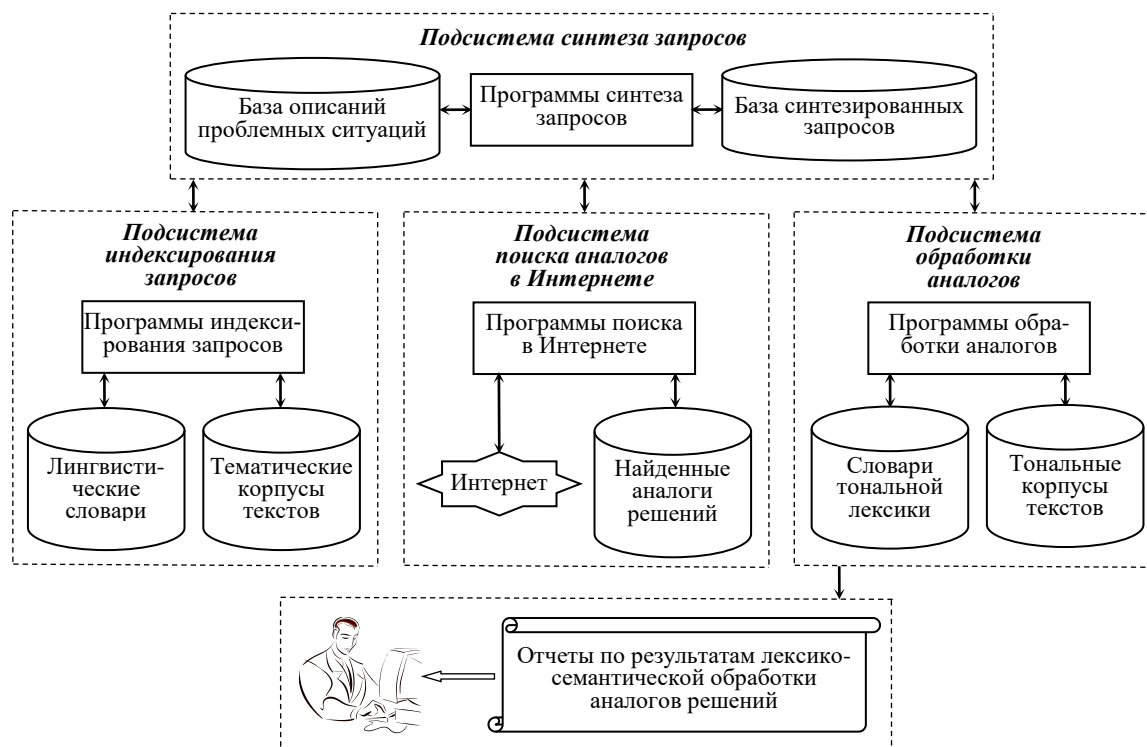 Подсистема синтеза запросов
База описаний
проблемных ситуаций
Программы синтеза
запросов
База синтезированных
запросов
Подсистема
индексирования
запросов
Программы индекси-
рования запросов
Лингвисти-
ческие
словари
Тематические
корпусы
текстов
Подсистема
поиска аналогов
в Интернете
Программы поиска
в Интернете
Интернет
Найденные
аналоги
решений
Подсистема
обработки
аналогов
Программы обра-
ботки аналогов
Словари
тональной
лексики
Тональные
корпусы
текстов
Отчеты по результатам лексико-
семантической обработки
аналогов решений